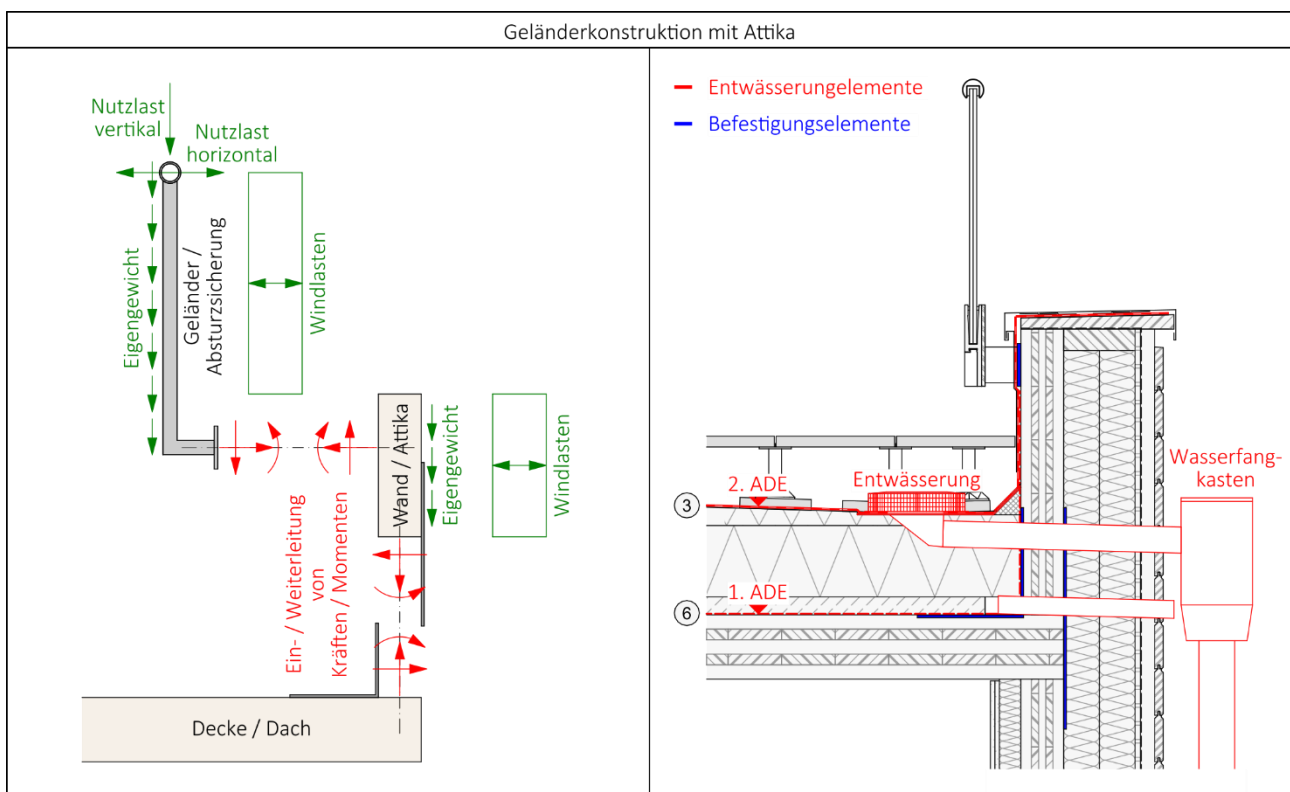 Geländerkonstruktion mit Attika
Nutzlast
vertikal
Nutzlast
horizontal
Eigengewicht
Geländer /
Absturzsicherung
Windlasten
Wand / Attika
Eigengewicht
Windlasten
Ein- / Weiterleitung
von
Kräften / Momenten
Decke / Dach
Entwässerungelemente
Befestigungselemente
Wasserfang-
kasten
Entwässerung
2. ADE
3
1. ADE
6